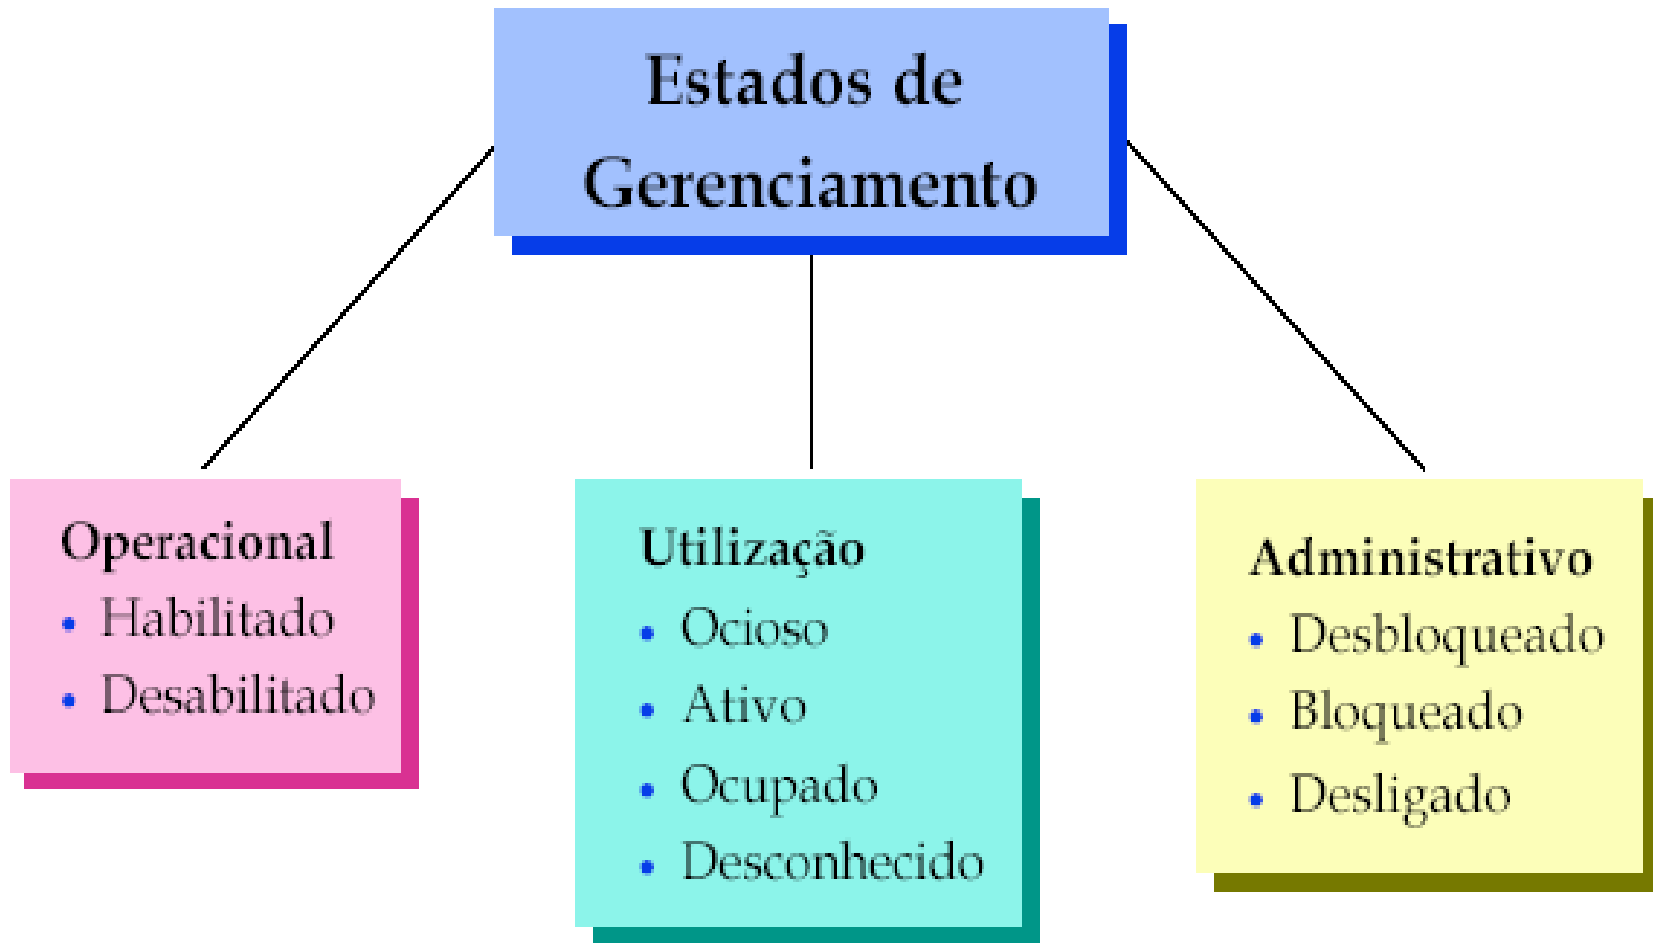 Estados de
Gerenciamento
Operacional
• Habilitado
• Desabilitado
Utilização
• Ocioso
• Ativo
• Ocupado
• Desconhecido
Administrativo
• Desbloqueado
• Bloqueado
• Desligado